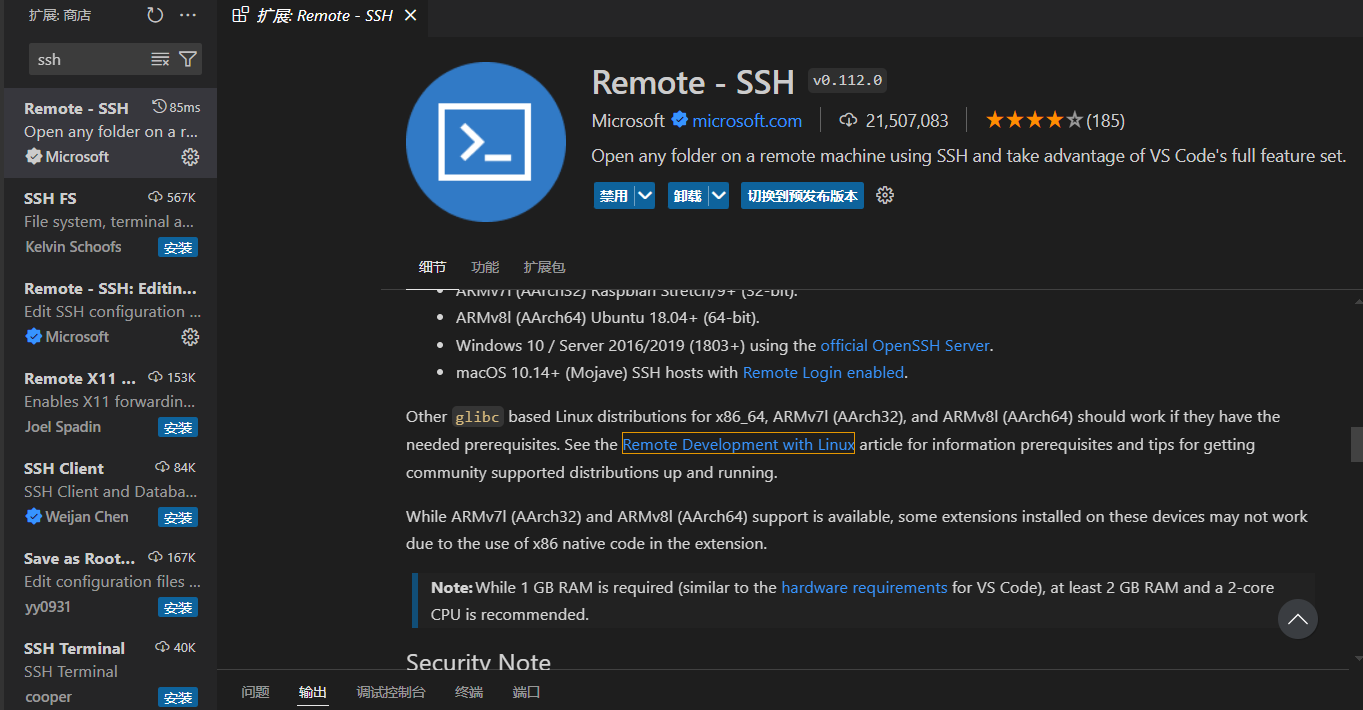 扩展: 商店
ssh
Remote - SSH 85ms
Open any folder on a r...
Microsoft
SSH FS 567K
File system, terminal a...
Kelvin Schoofs 安装
Remote - SSH: Editin...
Edit SSH configuration ...
Microsoft
Remote X11 ... 153K
Enables X11 forwardin...
Joel Spadin 安装
SSH Client 84K
SSH Client and Databa...
Weijan Chen 安装
Save as Root... 167K
Edit configuration files ...
yy0931 安装
SSH Terminal 40K
SSH Terminal
cooper 安装
扩展: Remote - SSH
Remote - SSH v0.112.0
Microsoft microsoft.com 21,507,083 (185)
Open any folder on a remote machine using SSH and take advantage of VS Code's full feature set.
禁用 卸载 切换到预发布版本
细节 功能 扩展包
• ARMv7l (AArch32) Raspbian Stretch/9+ (32-bit).
• ARMv8l (AArch64) Ubuntu 18.04+ (64-bit).
• Windows 10 / Server 2016/2019 (1803+) using the official OpenSSH Server.
• macOS 10.14+ (Mojave) SSH hosts with Remote Login enabled.
Other glibc based Linux distributions for x86_64, ARMv7l (AArch32), and ARMv8l (AArch64) should work if they have the
needed prerequisites. See the Remote Development with Linux article for information prerequisites and tips for getting
community supported distributions up and running.
While ARMv7l (AArch32) and ARMv8l (AArch64) support is available, some extensions installed on these devices may not work
due to the use of x86 native code in the extension.
Note: While 1 GB RAM is required (similar to the hardware requirements for VS Code), at least 2 GB RAM and a 2-core
CPU is recommended.
Security Note
问题 输出 调试控制台 终端 端口